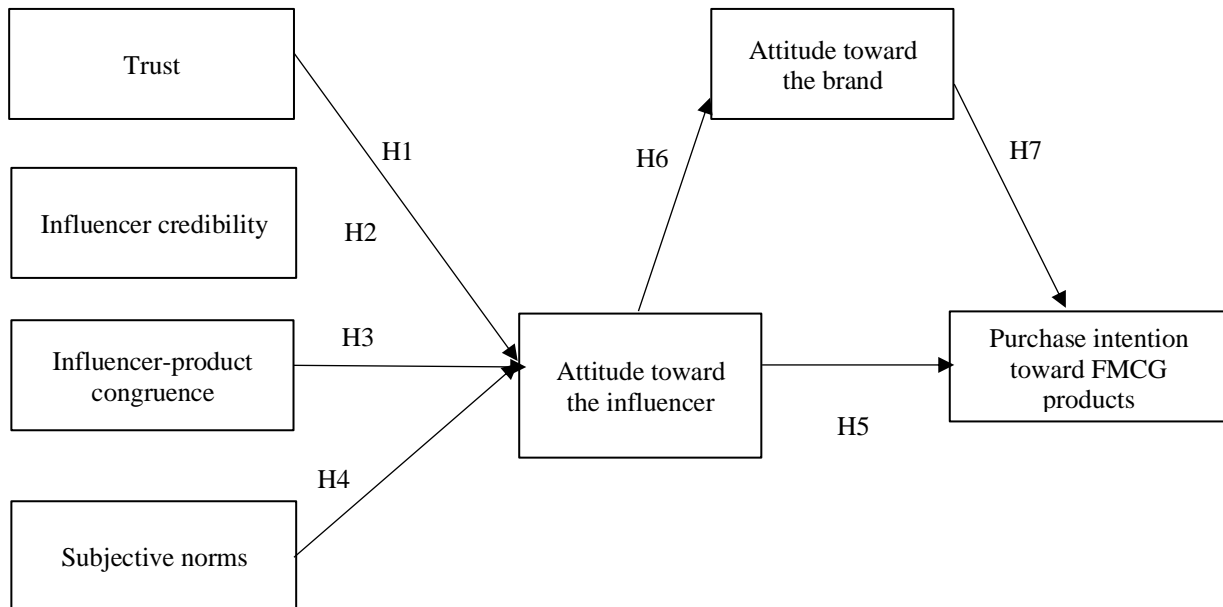 Trust
Attitude toward
the brand
H1
H6
H7
Influencer credibility
H2
Influencer-product
congruence
H3
Attitude toward
the influencer
Purchase intention
toward FMCG
products
H5
H4
Subjective norms